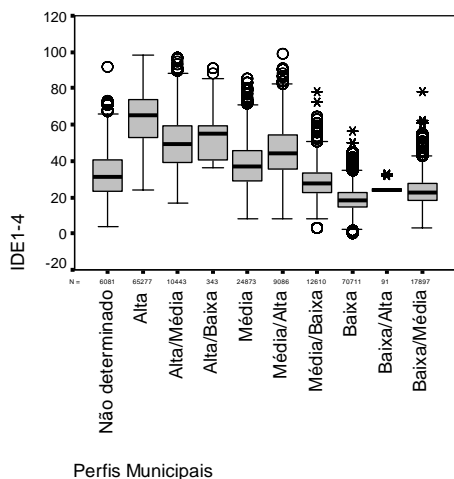 120
100
80
60
40
20
0
-20
IDE1-4
N = 6081 65277 10443 343 24873 9086 12610 70711 91 17897
Não determinado
Alta
Alta/Média
Alta/Baixa
Média
Média/Alta
Média/Baixa
Baixa
Baixa/Alta
Baixa/Média
Perfis Municipais